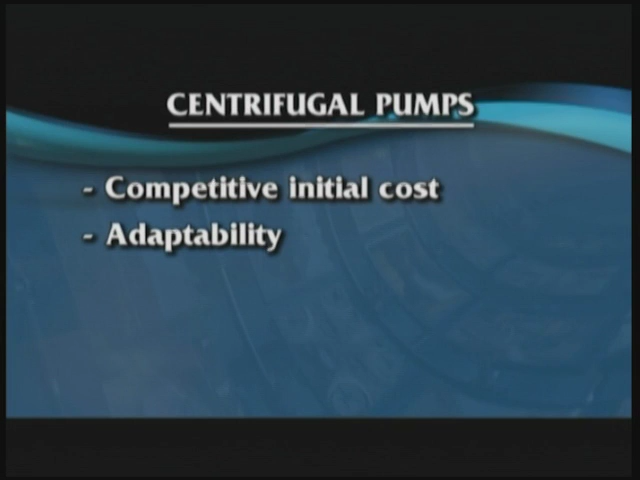 CENTRIFUGAL PUMPS
- Competitive initial cost
- Adaptability